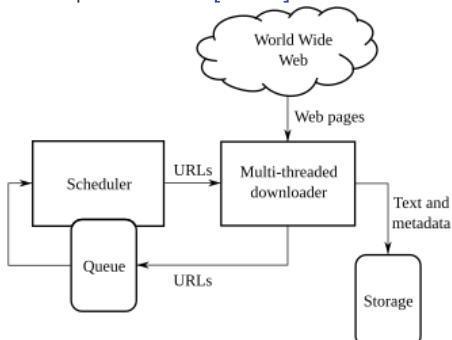 World Wide
Web
Web pages
Scheduler
URLs
Multi-threaded
downloader
Text and
metadata
Queue
URLs
Storage